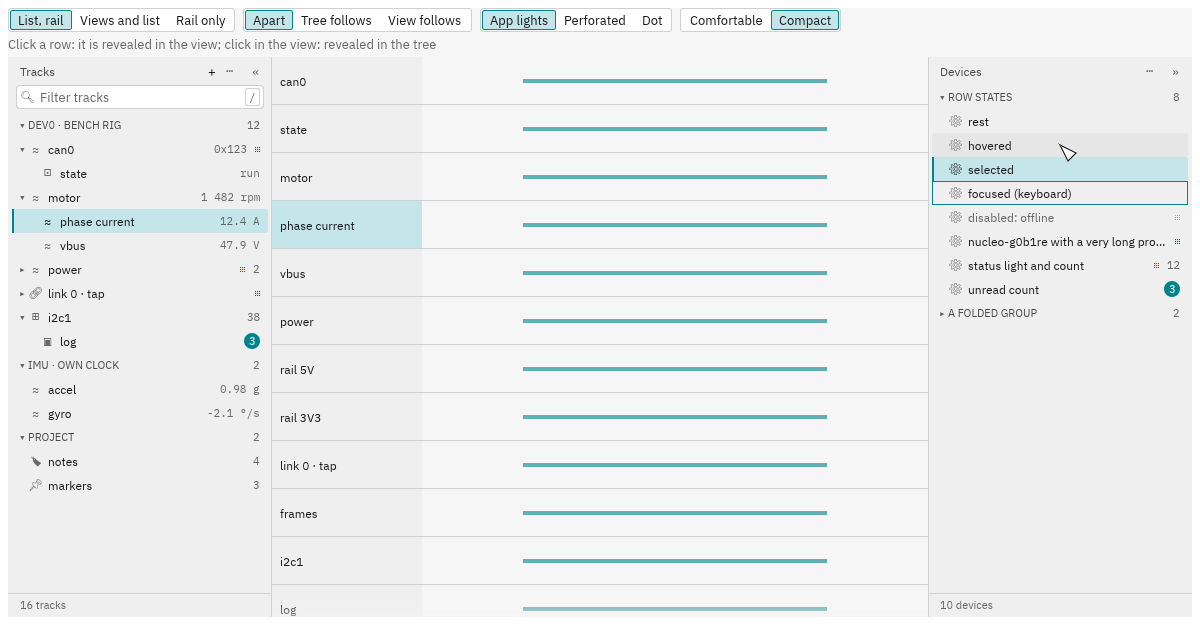 List, rail Views and list Rail only Apart Tree follows View follows App lights Perforated Dot Comfortable Compact
Click a row: it is revealed in the view; click in the view: revealed in the tree
Tracks + ··· «
Filter tracks /
DEV0 · BENCH RIG 12
can0 0x123
state run
motor 1 482 rpm
phase current 12.4 A
vbus 47.9 V
power 2
link 0 · tap
i2c1 38
log 3
IMU · OWN CLOCK 2
accel 0.98 g
gyro -2.1 °/s
PROJECT 2
notes 4
markers 3
16 tracks
can0
state
motor
phase current
vbus
power
rail 5V
rail 3V3
link 0 · tap
frames
i2c1
log
Devices ··· »
ROW STATES 8
rest
hovered
selected
focused (keyboard)
disabled: offline
nucleo-g0b1re with a very long pro...
status light and count 12
unread count 3
A FOLDED GROUP 2
10 devices